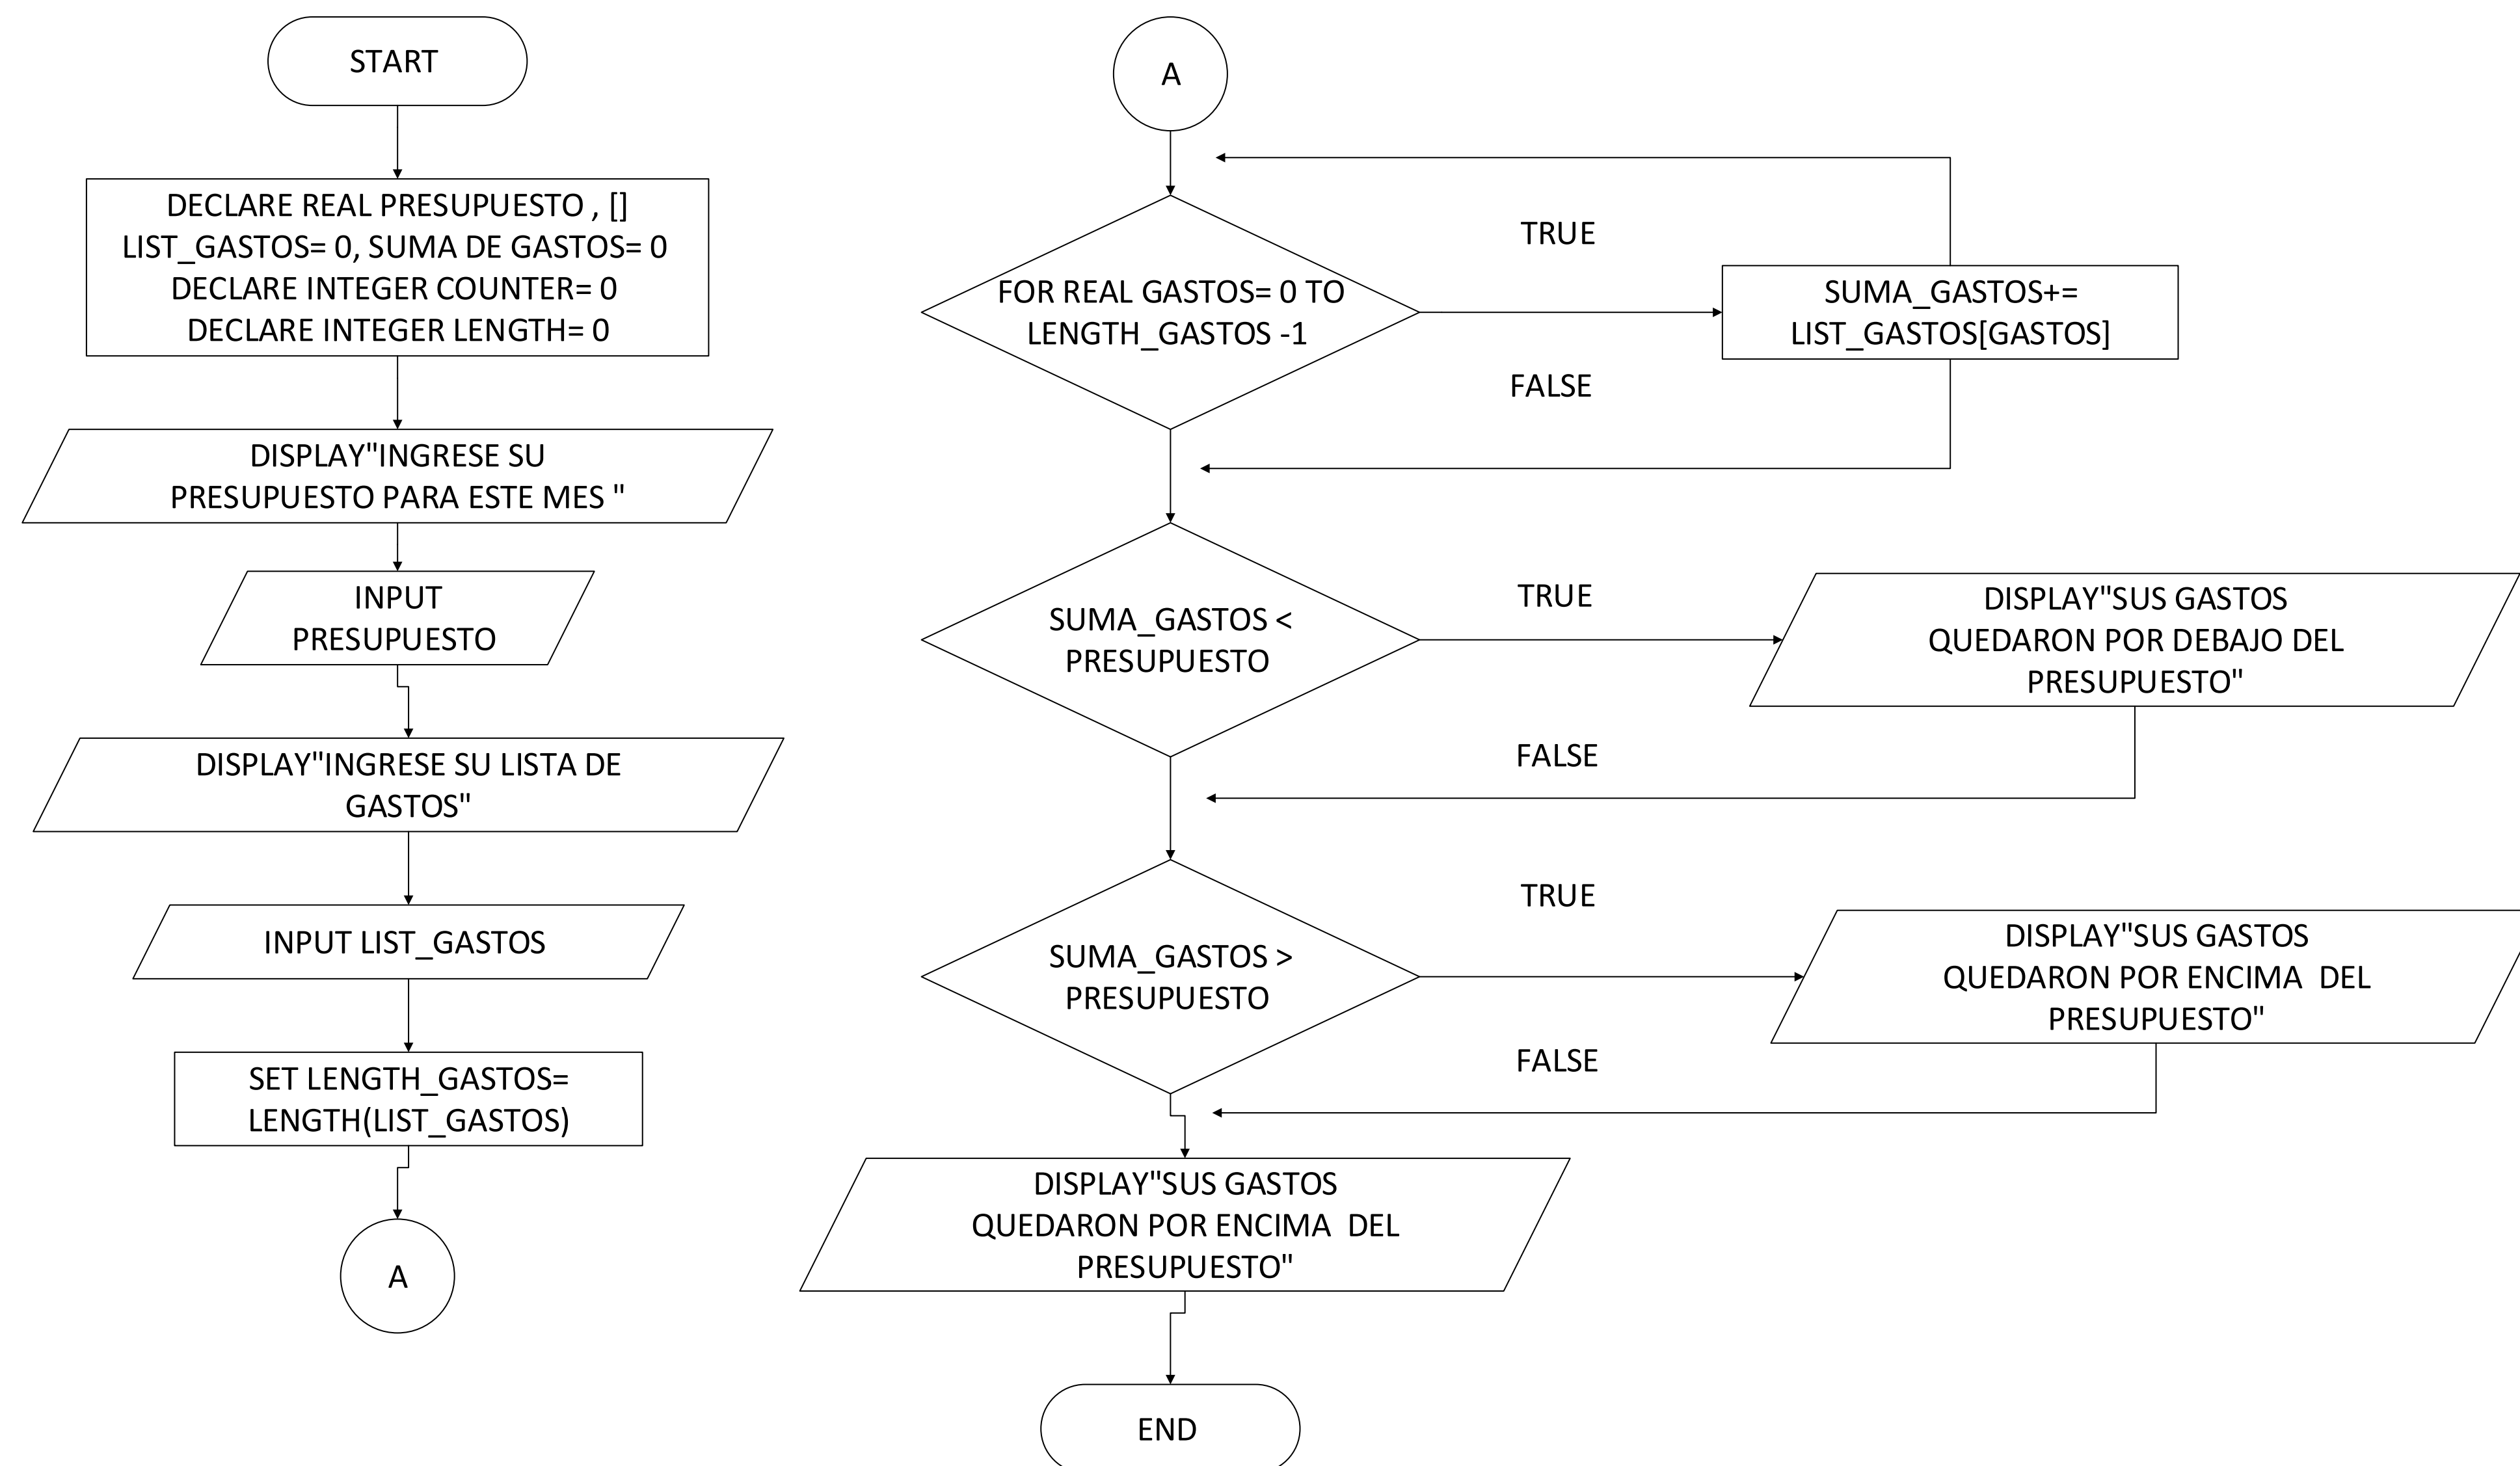 START
DECLARE REAL PRESUPUESTO , []
LIST_GASTOS= 0, SUMA DE GASTOS= 0
DECLARE INTEGER COUNTER= 0
DECLARE INTEGER LENGTH= 0
DISPLAY"INGRESE SU
PRESUPUESTO PARA ESTE MES "
INPUT
PRESUPUESTO
DISPLAY"INGRESE SU LISTA DE
GASTOS"
INPUT LIST_GASTOS
SET LENGTH_GASTOS=
LENGTH(LIST_GASTOS)
A
A
FOR REAL GASTOS= 0 TO
LENGTH_GASTOS -1
TRUE
SUMA_GASTOS+=
LIST_GASTOS[GASTOS]
FALSE
SUMA_GASTOS <
PRESUPUESTO
TRUE
DISPLAY"SUS GASTOS
QUEDARON POR DEBAJO DEL
PRESUPUESTO"
FALSE
SUMA_GASTOS >
PRESUPUESTO
TRUE
DISPLAY"SUS GASTOS
QUEDARON POR ENCIMA  DEL
PRESUPUESTO"
FALSE
DISPLAY"SUS GASTOS
QUEDARON POR ENCIMA  DEL
PRESUPUESTO"
END